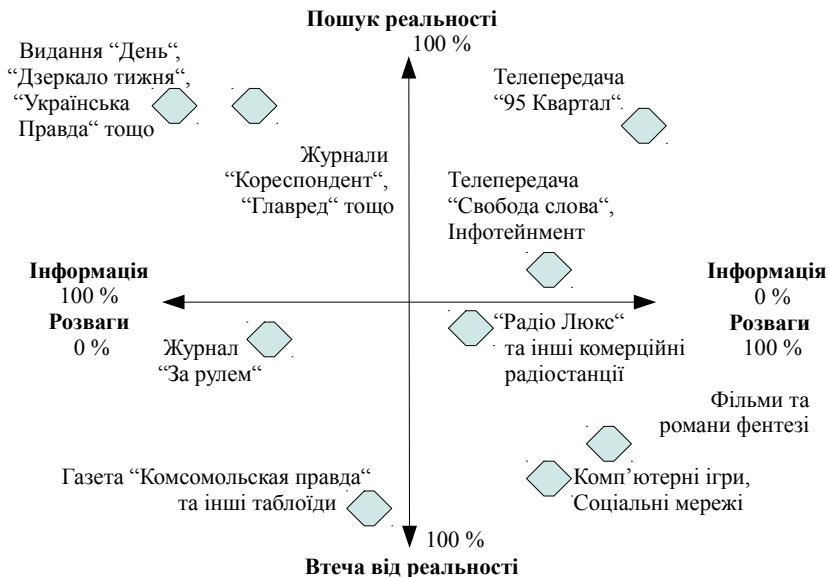 Пошук реальності
100 %
Видання “День“,
“Дзеркало тижня“,
“Українська
Правда“ тощо
Телепередача
“95 Квартал“
Журнали
“Кореспондент“,
“Главред“ тощо
Телепередача
“Свобода слова“,
Інфотейнмент
Інформація
100 %
Розваги
0 %
Інформація
0 %
Розваги
100 %
Журнал
“За рулем“
“Радіо Люкс“
та інші комерційні
радіостанції
Фільми та
романи фентезі
Газета “Комсомольская правда“
та інші таблоїди
Комп’ютерні ігри,
Соціальні мережі
100 %
Втеча від реальності